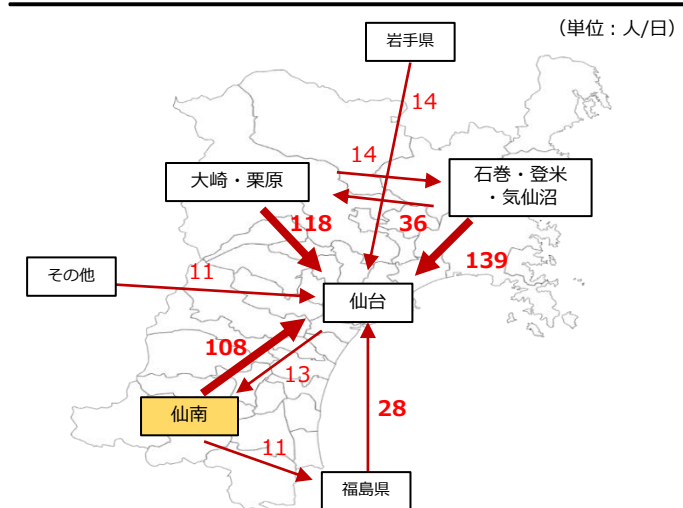 （単位：人/日）
岩手県
14
14
大崎・栗原
石巻・登米
・気仙沼
118
36
139
その他
11
仙台
108
13
仙南
28
11
福島県